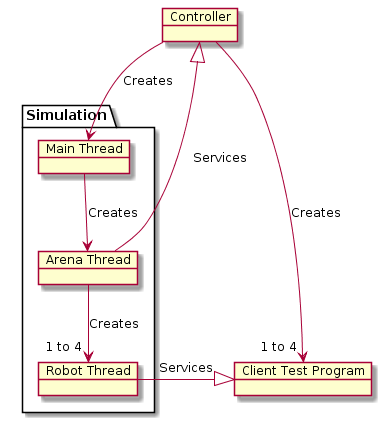 Controller
Creates
Simulation
Main Thread
Services
Creates
Creates
Arena Thread
Creates
1 to 4
1 to 4
Robot Thread
Services
Client Test Program